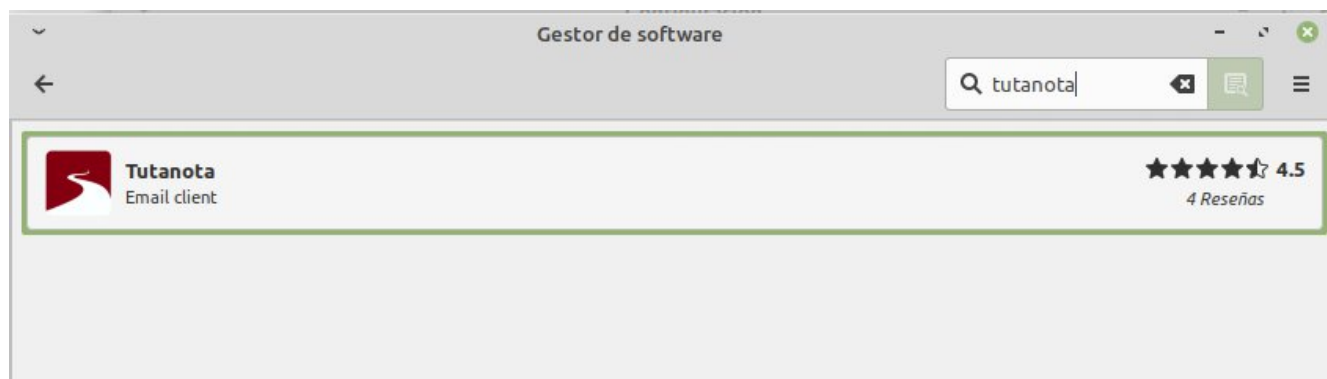 Gestor de software
tutanota
Tutanota
Email client
4.5
4 Reseñas